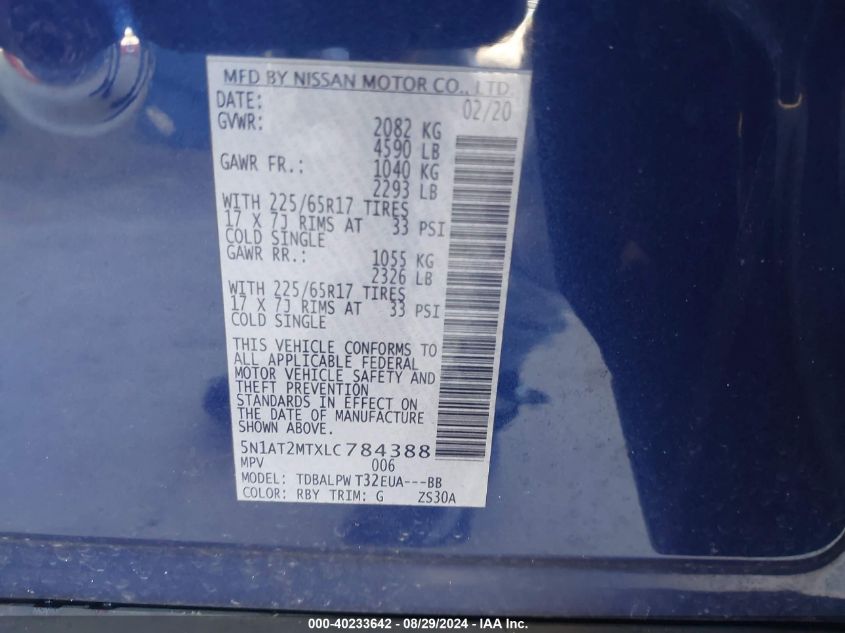 MFD BY NISSAN MOTOR CO., LTD
DATE: 02/20
GVWR: 2082 KG
4590 LB
GAWR FR.: 1040 KG
2293 LB
WITH 225/65R17 TIRES
17 X 7J RIMS AT 33 PSI
COLD SINGLE
GAWR RR.: 1055 KG
2326 LB
WITH 225/65R17 TIRES
17 X 7J RIMS AT 33 PSI
COLD SINGLE
THIS VEHICLE CONFORMS TO
ALL APPLICABLE FEDERAL
MOTOR VEHICLE SAFETY AND
THEFT PREVENTION
STANDARDS IN EFFECT ON
THE DATE OF MANUFACTURE
SHOWN ABOVE.
5N1AT2MTXLC784388
MPV 006
MODEL: TDBALPW T32EUA---BB
COLOR: RBY TRIM: G ZS30A
000-40233642 - 08/29/2024 - IAA Inc.